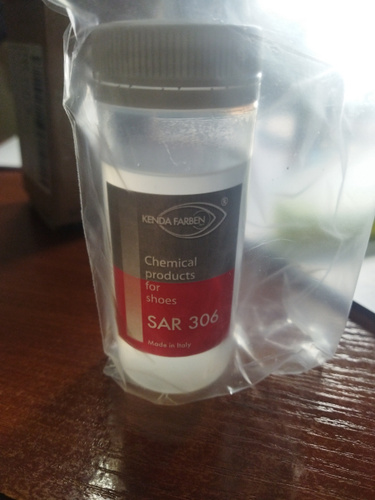 KENDA FARBEN ®
Chemical
products
for
shoes
SAR 306
Made in Italy